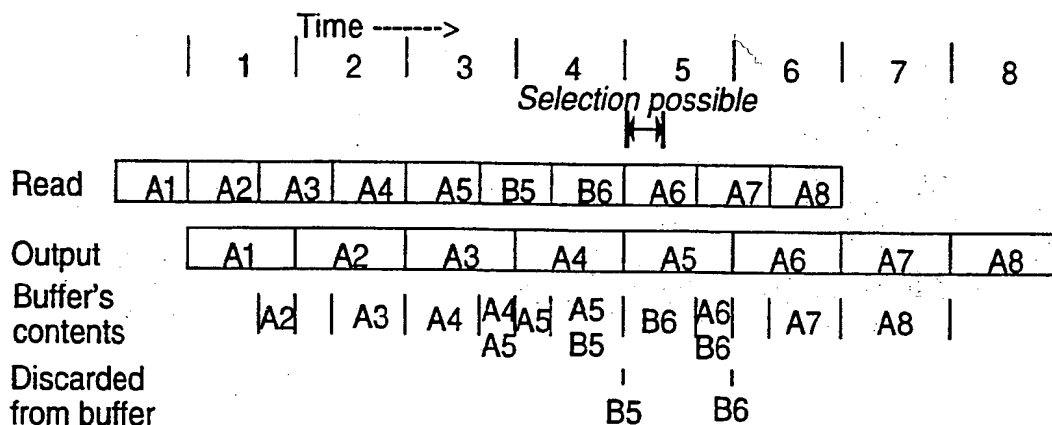 Time ------->
1 2 3 4 5 6 7 8
Selection possible
Read A1 A2 A3 A4 A5 B5 B6 A6 A7 A8
Output A1 A2 A3 A4 A5 A6 A7 A8
Buffer's A2 A3 A4 A4 A5 A5 B6 A6 A7 A8
contents A5 B5 B6
Discarded
from buffer B5 B6